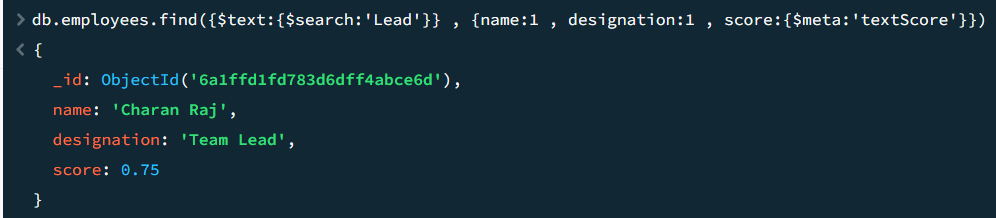 > db.employees.find({$text:{$search:'Lead'}} , {name:1 , designation:1 , score:{$meta:'textScore'}})
< {
_id: ObjectId('6a1ffd1fd783d6dff4abce6d'),
name: 'Charan Raj',
designation: 'Team Lead',
score: 0.75
}